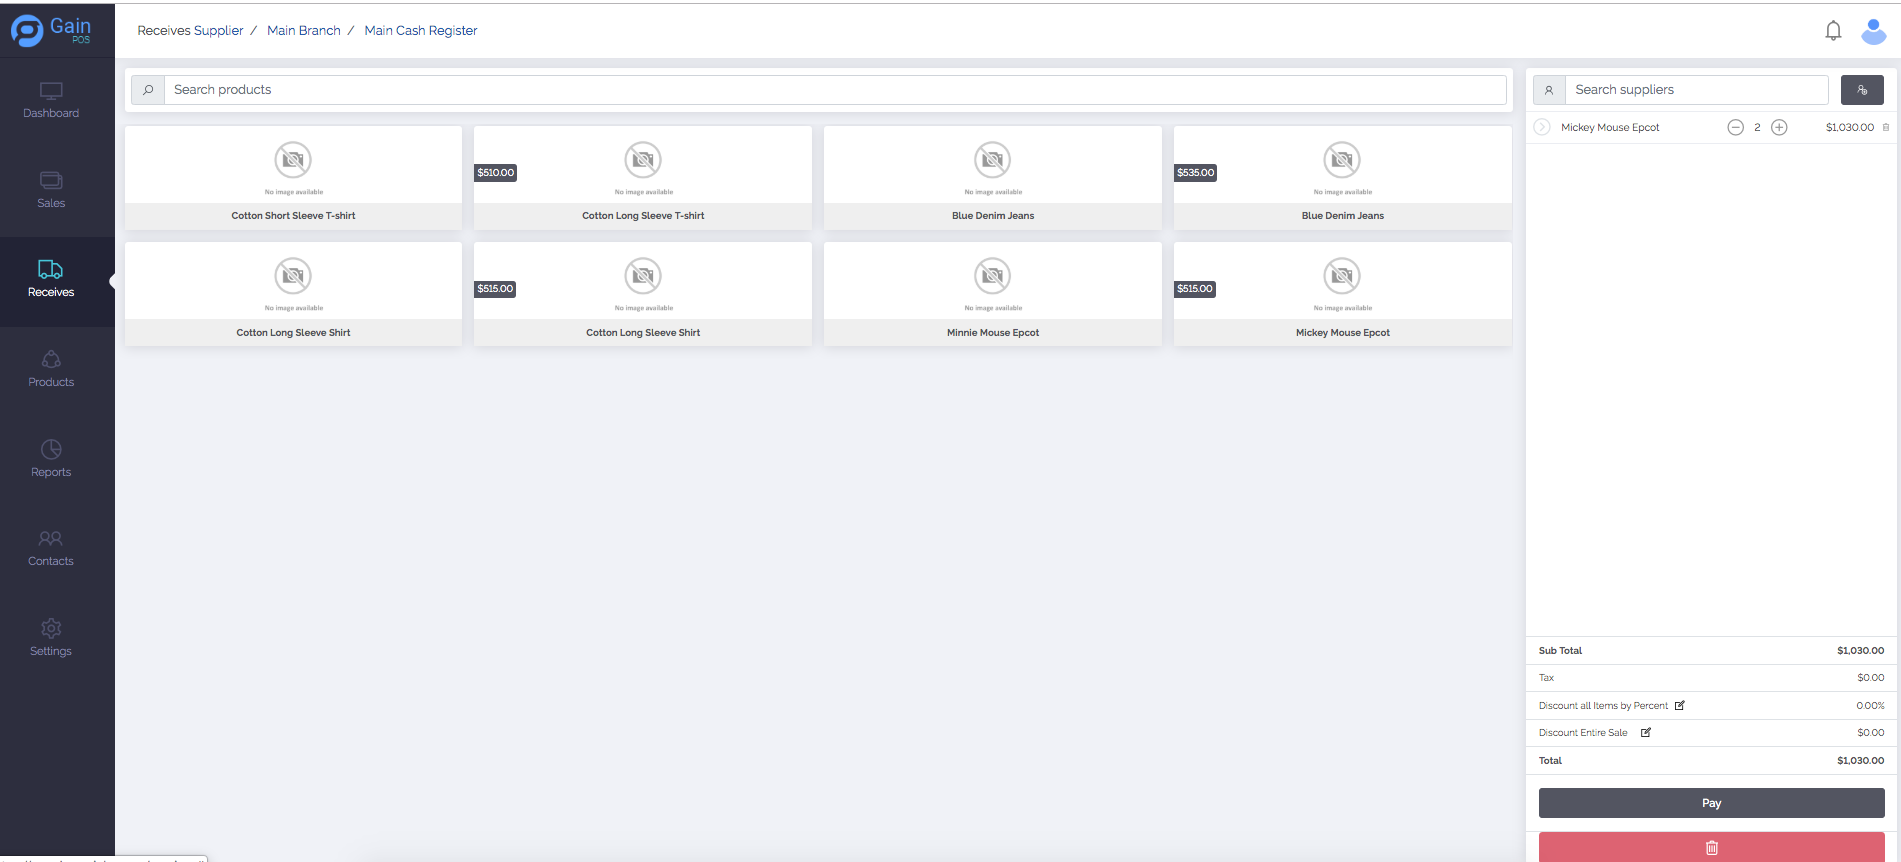 Gain
POS
Receives Supplier / Main Branch / Main Cash Register
Dashboard
Sales
Receives
Products
Reports
Contacts
Settings
Search products
No image available
Cotton Short Sleeve T-shirt
$510.00
No image available
Cotton Long Sleeve T-shirt
No image available
Blue Denim Jeans
$535.00
No image available
Blue Denim Jeans
No image available
Cotton Long Sleeve Shirt
$515.00
No image available
Cotton Long Sleeve Shirt
No image available
Minnie Mouse Epcot
$515.00
No image available
Mickey Mouse Epcot
Search suppliers
Mickey Mouse Epcot 2 $1,030.00
Sub Total $1,030.00
Tax $0.00
Discount all Items by Percent 0.00%
Discount Entire Sale $0.00
Total $1,030.00
Pay